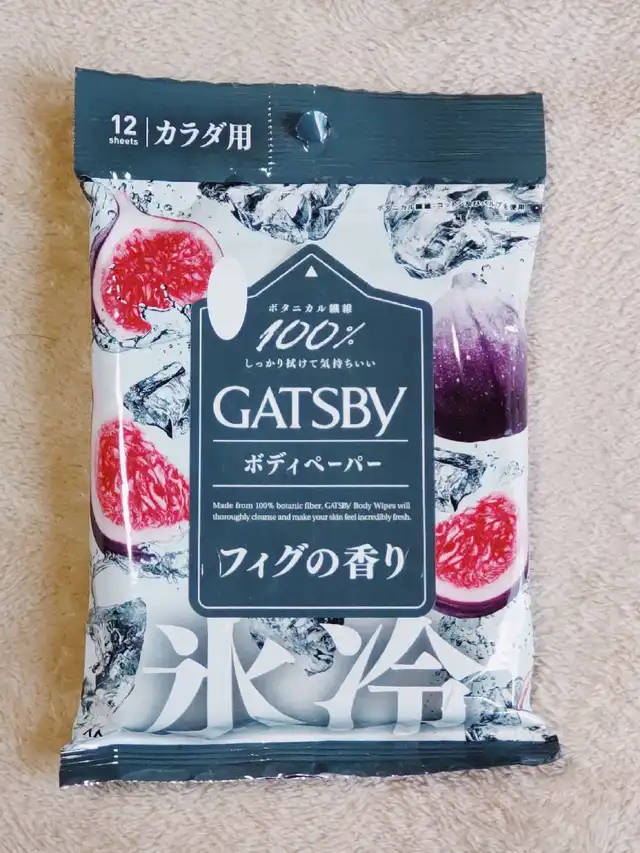 12
sheets
カラダ用
ボタニカル繊維
100%
しっかり拭けて気持ちいい
GATSBY
ボディペーパー
Made from 100% botanic fiber, GATSBY Body Wipes will
thoroughly cleanse and make your skin feel incredibly fresh.
フィグの香り
氷冷